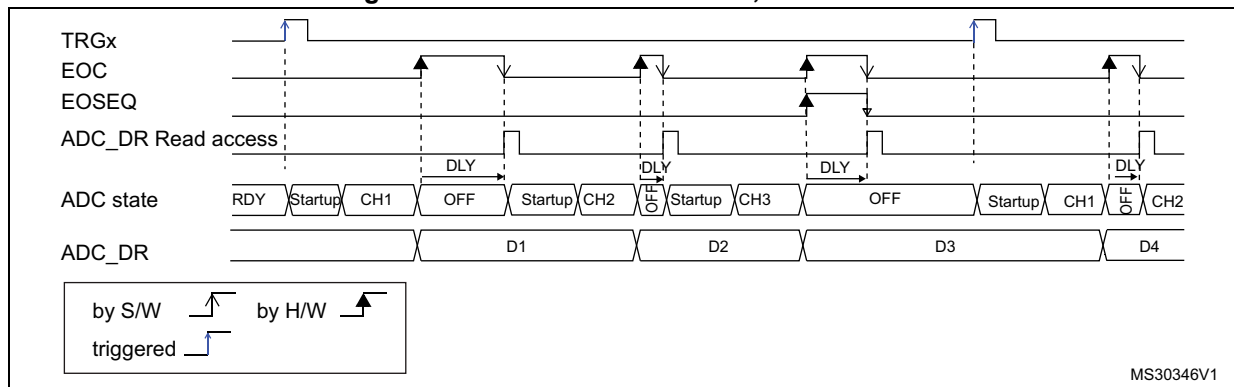 TRGx
EOC
EOSEQ
ADC_DR Read access
DLY DLY DLY DLY
ADC state RDY Startup CH1 OFF Startup CH2 OFF Startup CH3 OFF Startup CH1 OFF CH2
ADC_DR D1 D2 D3 D4
by S/W by H/W
triggered
MS30346V1